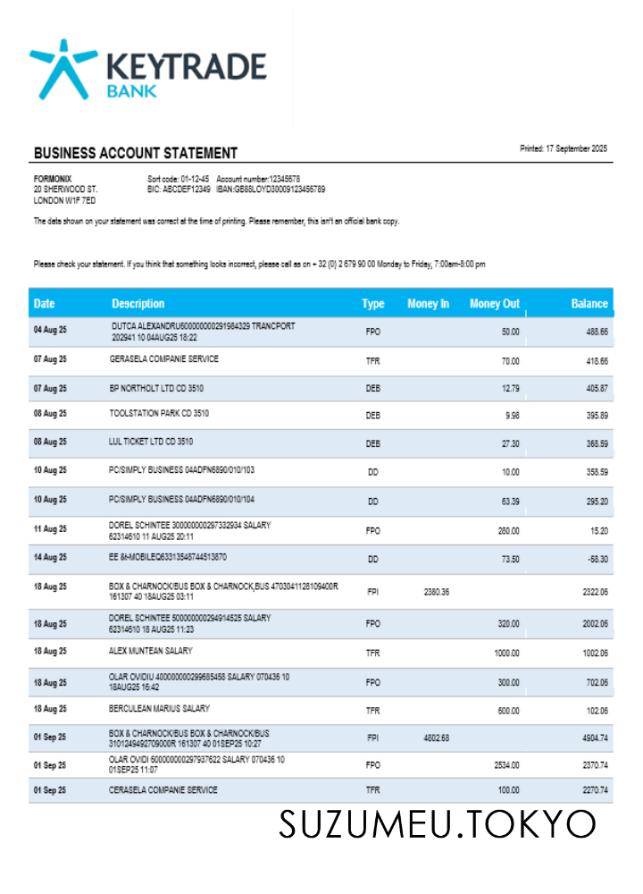 KEYTRADE
BANK
BUSINESS ACCOUNT STATEMENT
Printed: 17 September 2025
FORMONIX
20 SHERWOOD ST.
LONDON W1F 7ED
Sort code: 01-12-45 Account number:12345678
BIC: ABCDEF12349 IBAN:GB88LOYD30009123456789
The data shown on your statement was correct at the time of printing. Please remember, this isn't an official bank copy.
Please check your statement. If you think that something looks incorrect, please call as on + 32 (0) 2 679 90 00 Monday to Friday, 7:00am-8:00 pm
Date Description Type Money In Money Out Balance
04 Aug 25 DUTCA ALEXANDRU600000000291984329 TRANCPORT FPO 50.00 488.66
202941 10 04AUG25 18:22
07 Aug 25 GERASELA COMPANIE SERVICE TFR 70.00 418.66
07 Aug 25 BP NORTHOLT LTD CD 3510 DEB 12.79 405.87
08 Aug 25 TOOLSTATION PARK CD 3510 DEB 9.98 395.89
08 Aug 25 LUL TICKET LTD CD 3510 DEB 27.30 368.59
10 Aug 25 PC/SIMPLY BUSINESS 04ADFN6890/010/103 DD 10.00 358.59
10 Aug 25 PC/SIMPLY BUSINESS 04ADFN6890/010/104 DD 63.39 295.20
11 Aug 25 DOREL SCHINTEE 300000000297332934 SALARY FPO 280.00 15.20
62314610 11 AUG25 20:11
14 Aug 25 EE &t-MOBILEQ63313545744513870 DD 73.50 -58.30
18 Aug 25 BOX & CHARNOCK/BUS BOX & CHARNOCK,BUS 4703041128109400R FPI 2380.36 2322.06
161307 40 18AUG25 03:11
18 Aug 25 DOREL SCHINTEE 500000000294914525 SALARY FPO 320.00 2002.06
62314610 18 AUG25 11:23
18 Aug 25 ALEX MUNTEAN SALARY TFR 1000.00 1002.06
18 Aug 25 OLAR OVIDIU 400000000299685458 SALARY 070436 10 FPO 300.00 702.06
18AUG25 16:42
18 Aug 25 BERCULEAN MARIUS SALARY TFR 600.00 102.06
01 Sep 25 BOX & CHARNOCK/BUS BOX & CHARNOCK/BUS FPI 4802.68 4904.74
3101249492709000R 161307 40 01SEP25 10:27
01 Sep 25 OLAR OVIDI 600000000297937622 SALARY 070436 10 FPO 2534.00 2370.74
01SEP25 11:07
01 Sep 25 CERASELA COMPANIE SERVICE TFR 100.00 2270.74
SUZUMEU.TOKYO